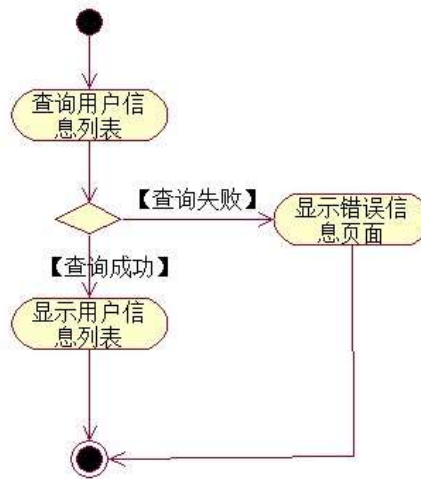 查询用户信
息列表
【查询失败】
显示错误信
息页面
【查询成功】
显示用户信
息列表